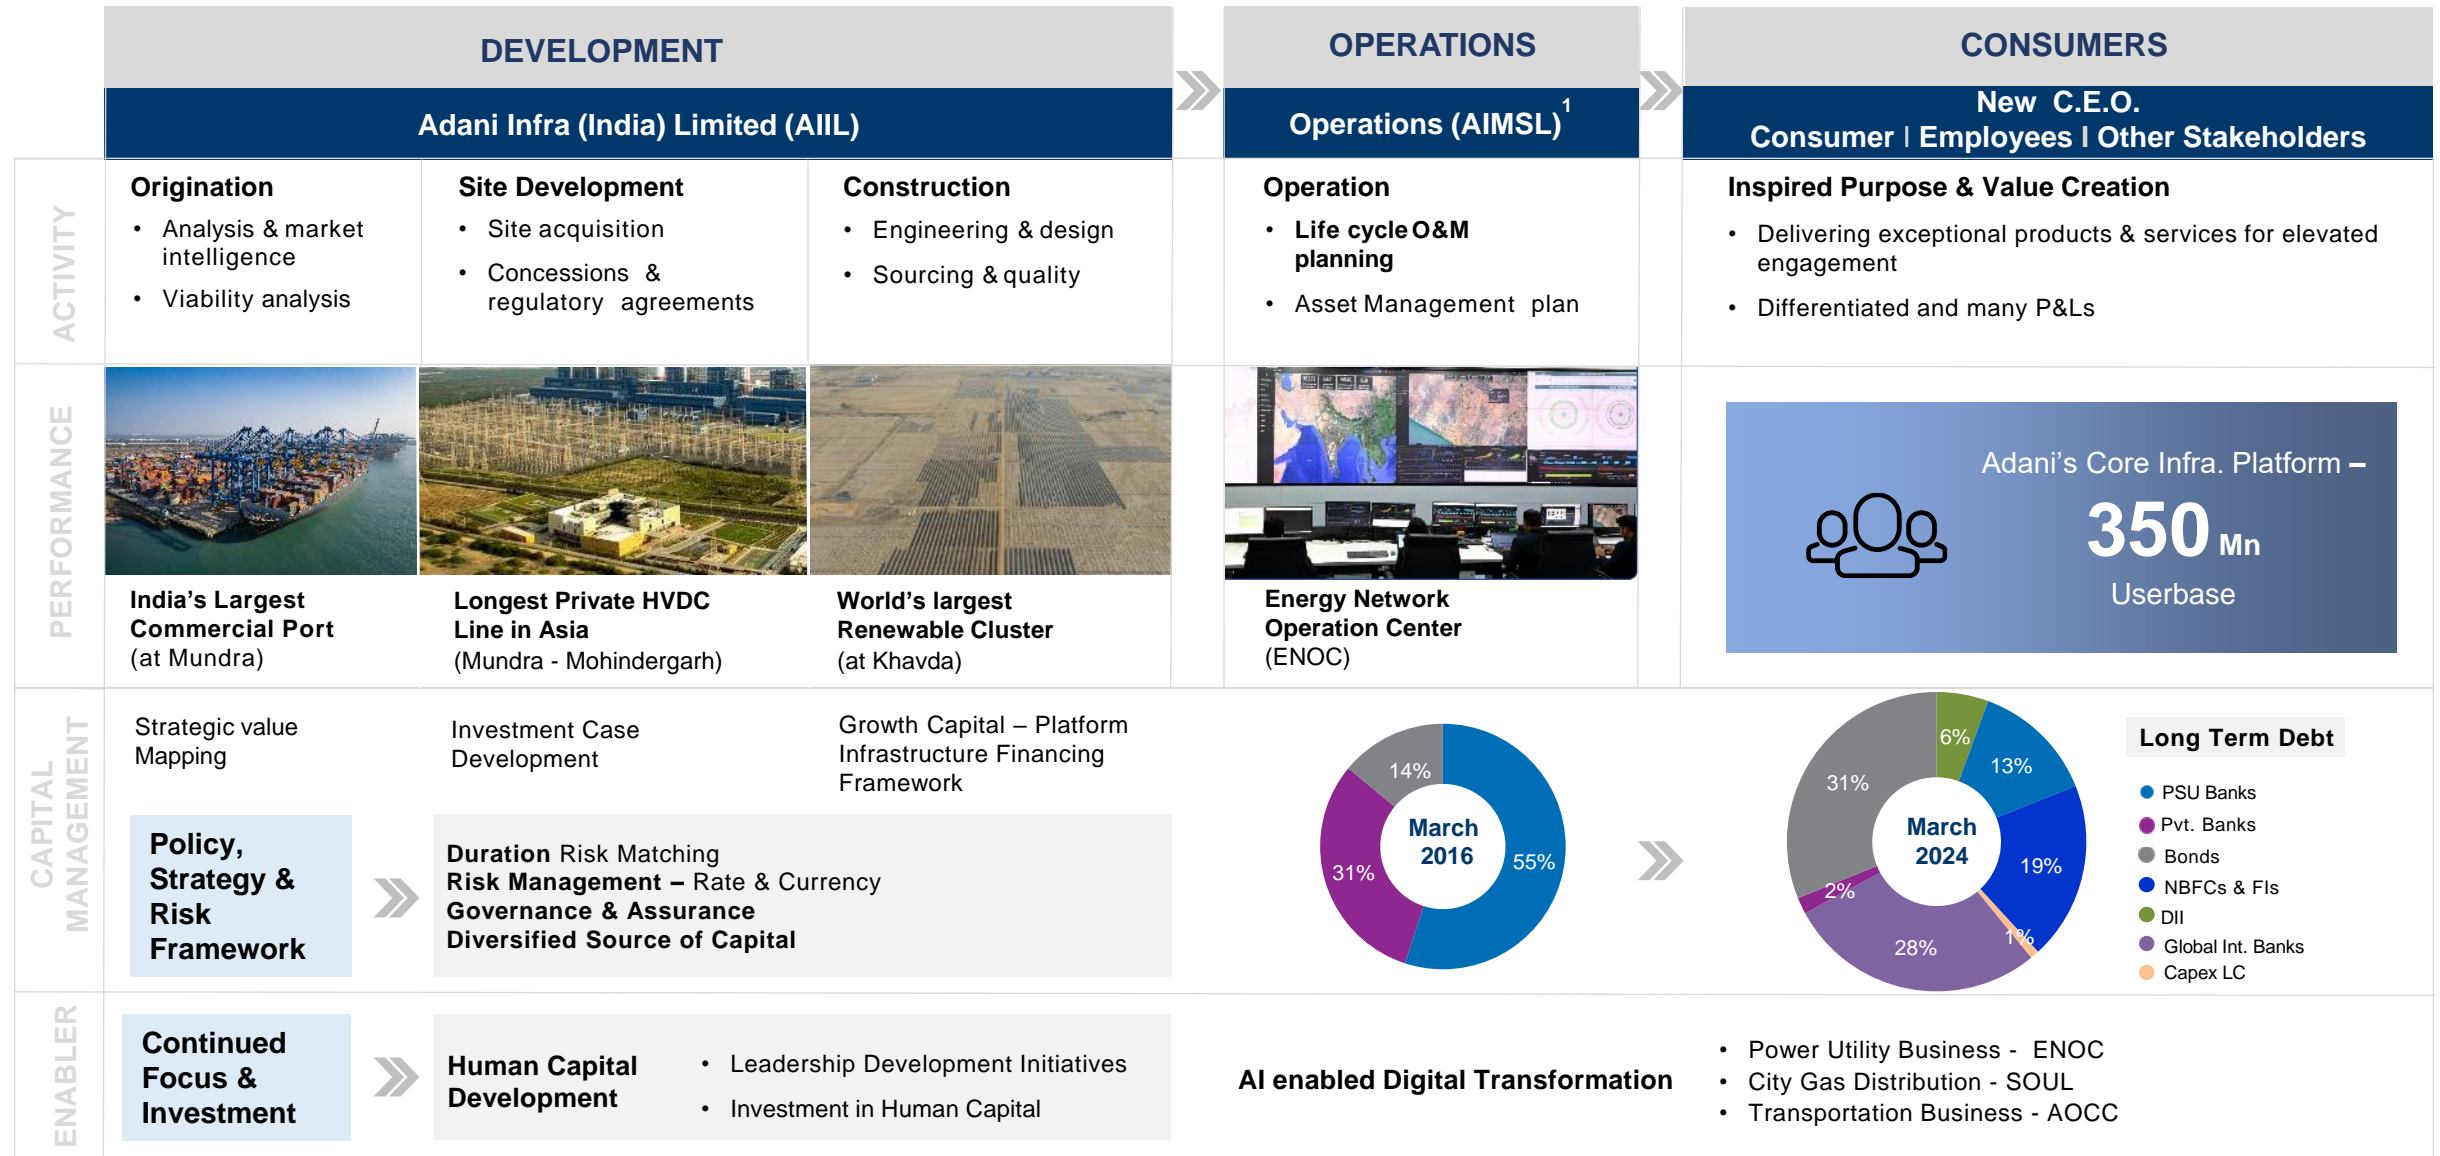 DEVELOPMENT
OPERATIONS
CONSUMERS
Adani Infra (India) Limited (AIIL)
Operations (AIMSL)1
New C.E.O.
Consumer I Employees I Other Stakeholders
ACTIVITY
Origination
• Analysis & market
intelligence
• Viability analysis
Site Development
• Site acquisition
• Concessions &
regulatory agreements
Construction
• Engineering & design
• Sourcing & quality
Operation
• Life cycle O&M
planning
• Asset Management plan
Inspired Purpose & Value Creation
• Delivering exceptional products & services for elevated
engagement
• Differentiated and many P&Ls
PERFORMANCE
India's Largest
Commercial Port
(at Mundra)
Longest Private HVDC
Line in Asia
(Mundra - Mohindergarh)
World's largest
Renewable Cluster
(at Khavda)
Energy Network
Operation Center
(ENOC)
Adani's Core Infra. Platform –
350 Mn
Userbase
CAPITAL
MANAGEMENT
Strategic value
Mapping
Investment Case
Development
Growth Capital – Platform
Infrastructure Financing
Framework
Policy,
Strategy &
Risk
Framework
Duration Risk Matching
Risk Management – Rate & Currency
Governance & Assurance
Diversified Source of Capital
14%
31%
55%
March
2016
6%
13%
31%
19%
2%
28%
1%
March
2024
Long Term Debt
PSU Banks
Pvt. Banks
Bonds
NBFCs & FIs
DII
Global Int. Banks
Capex LC
ENABLER
Continued
Focus &
Investment
Human Capital
Development
• Leadership Development Initiatives
• Investment in Human Capital
AI enabled Digital Transformation
• Power Utility Business - ENOC
• City Gas Distribution - SOUL
• Transportation Business - AOCC